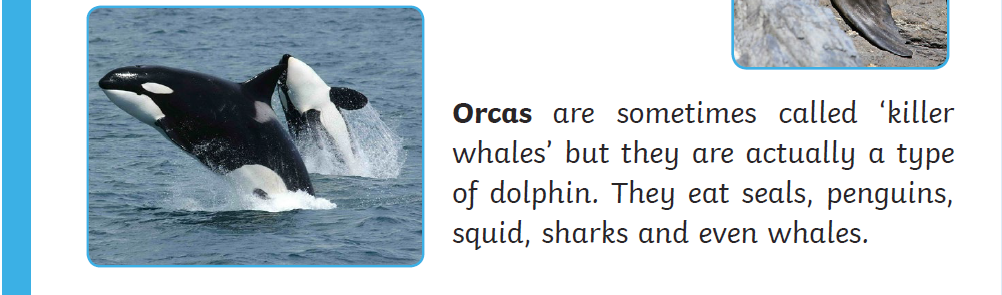 Orcas are sometimes called ‘killer
whales’ but they are actually a type
of dolphin. They eat seals, penguins,
squid, sharks and even whales.